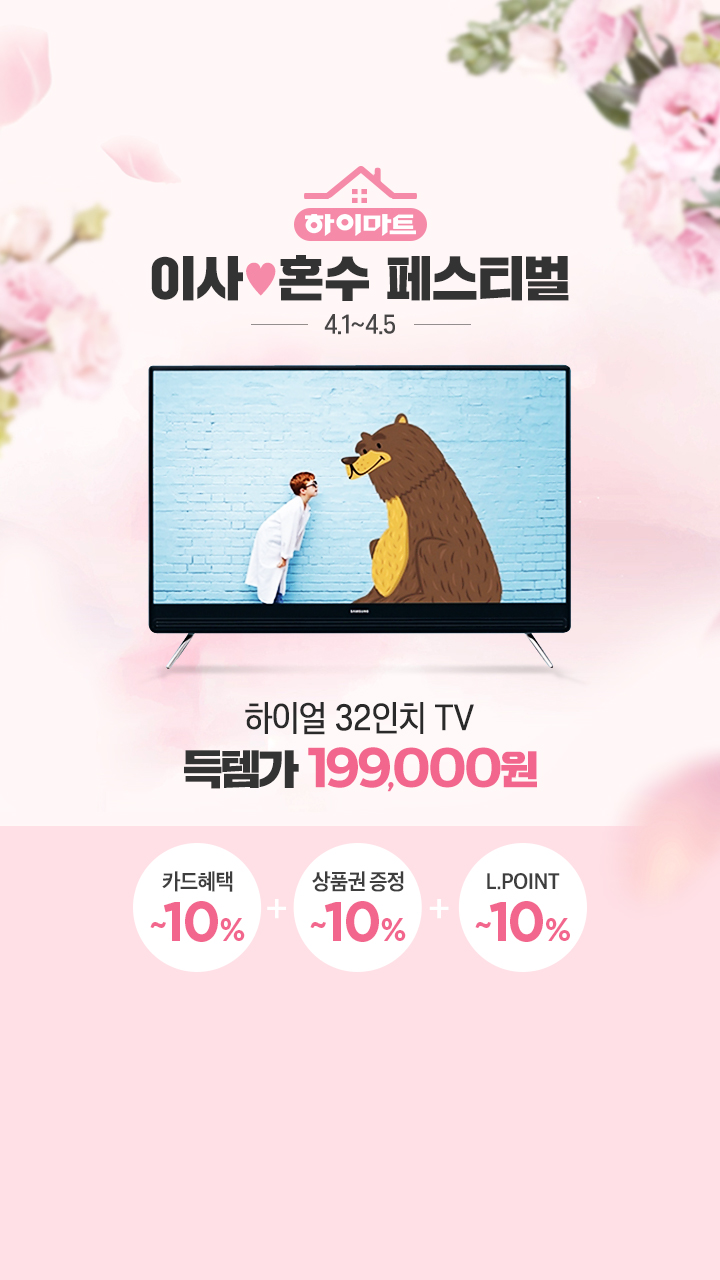 하이마트
이사♥혼수 페스티벌
4.1~4.5
SAMSUNG
하이얼 32인치 TV
득템가 199,000원
카드혜택 상품권 증정 L.POINT
~10% + ~10% + ~10%